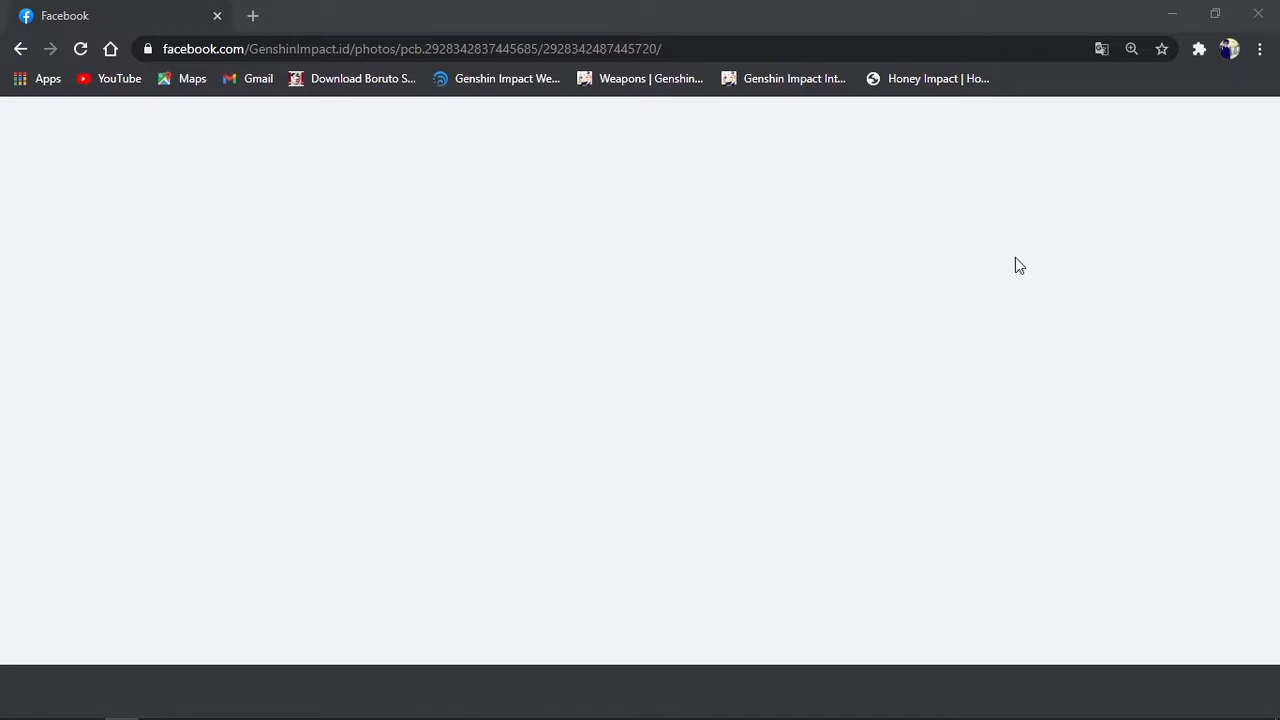 Facebook
facebook.com/GenshinImpact.id/photos/pcb.2928342837445685/2928342487445720/
Apps YouTube Maps Gmail Download Boruto S... Genshin Impact We... Weapons | Genshin... Genshin Impact Int... Honey Impact | Ho...